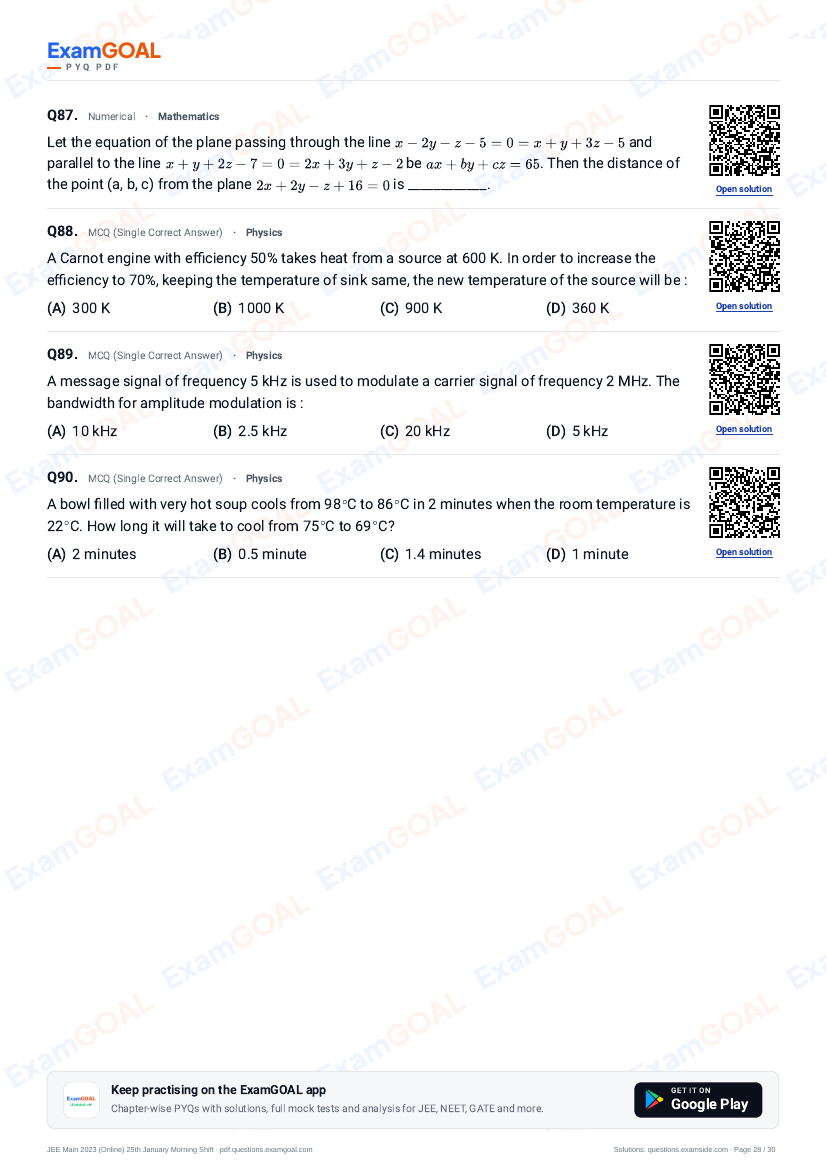 ExamGOAL
PYQ PDF
Q87. Numerical · Mathematics
Let the equation of the plane passing through the line x − 2y − z − 5 = 0 = x + y + 3z − 5 and
parallel to the line x + y + 2z − 7 = 0 = 2x + 3y + z − 2 be ax + by + cz = 65. Then the distance of
the point (a, b, c) from the plane 2x + 2y − z + 16 = 0 is ____________.
Open solution
Q88. MCQ (Single Correct Answer) · Physics
A Carnot engine with efficiency 50% takes heat from a source at 600 K. In order to increase the
efficiency to 70%, keeping the temperature of sink same, the new temperature of the source will be :
(A) 300 K (B) 1000 K (C) 900 K (D) 360 K
Open solution
Q89. MCQ (Single Correct Answer) · Physics
A message signal of frequency 5 kHz is used to modulate a carrier signal of frequency 2 MHz. The
bandwidth for amplitude modulation is :
(A) 10 kHz (B) 2.5 kHz (C) 20 kHz (D) 5 kHz
Open solution
Q90. MCQ (Single Correct Answer) · Physics
A bowl filled with very hot soup cools from 98°C to 86°C in 2 minutes when the room temperature is
22°C. How long it will take to cool from 75°C to 69°C?
(A) 2 minutes (B) 0.5 minute (C) 1.4 minutes (D) 1 minute
Open solution
ExamGOAL
Keep practising on the ExamGOAL app
Chapter-wise PYQs with solutions, full mock tests and analysis for JEE, NEET, GATE and more.
GET IT ON
Google Play
JEE Main 2023 (Online) 25th January Morning Shift · pdf.questions.examgoal.com
Solutions: questions.examside.com · Page 28 / 30